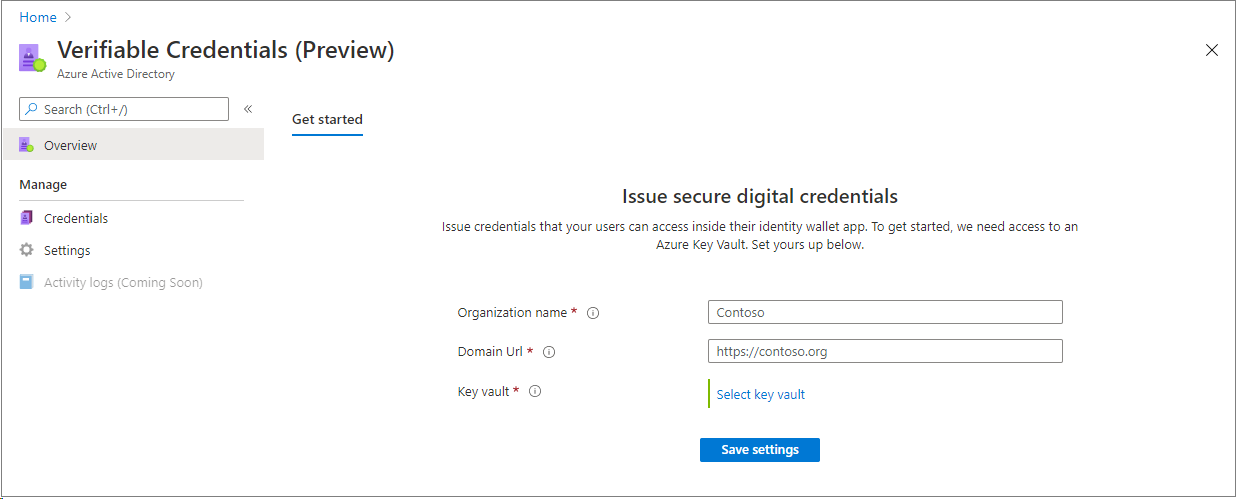 Home
Verifiable Credentials (Preview)
Azure Active Directory
Search (Ctrl+/)
Overview
Manage
Credentials
Settings
Activity logs (Coming Soon)
Get started
Issue secure digital credentials
Issue credentials that your users can access inside their identity wallet app. To get started, we need access to an
Azure Key Vault. Set yours up below.
Organization name *
Contoso
Domain Url *
https://contoso.org
Key vault *
Select key vault
Save settings